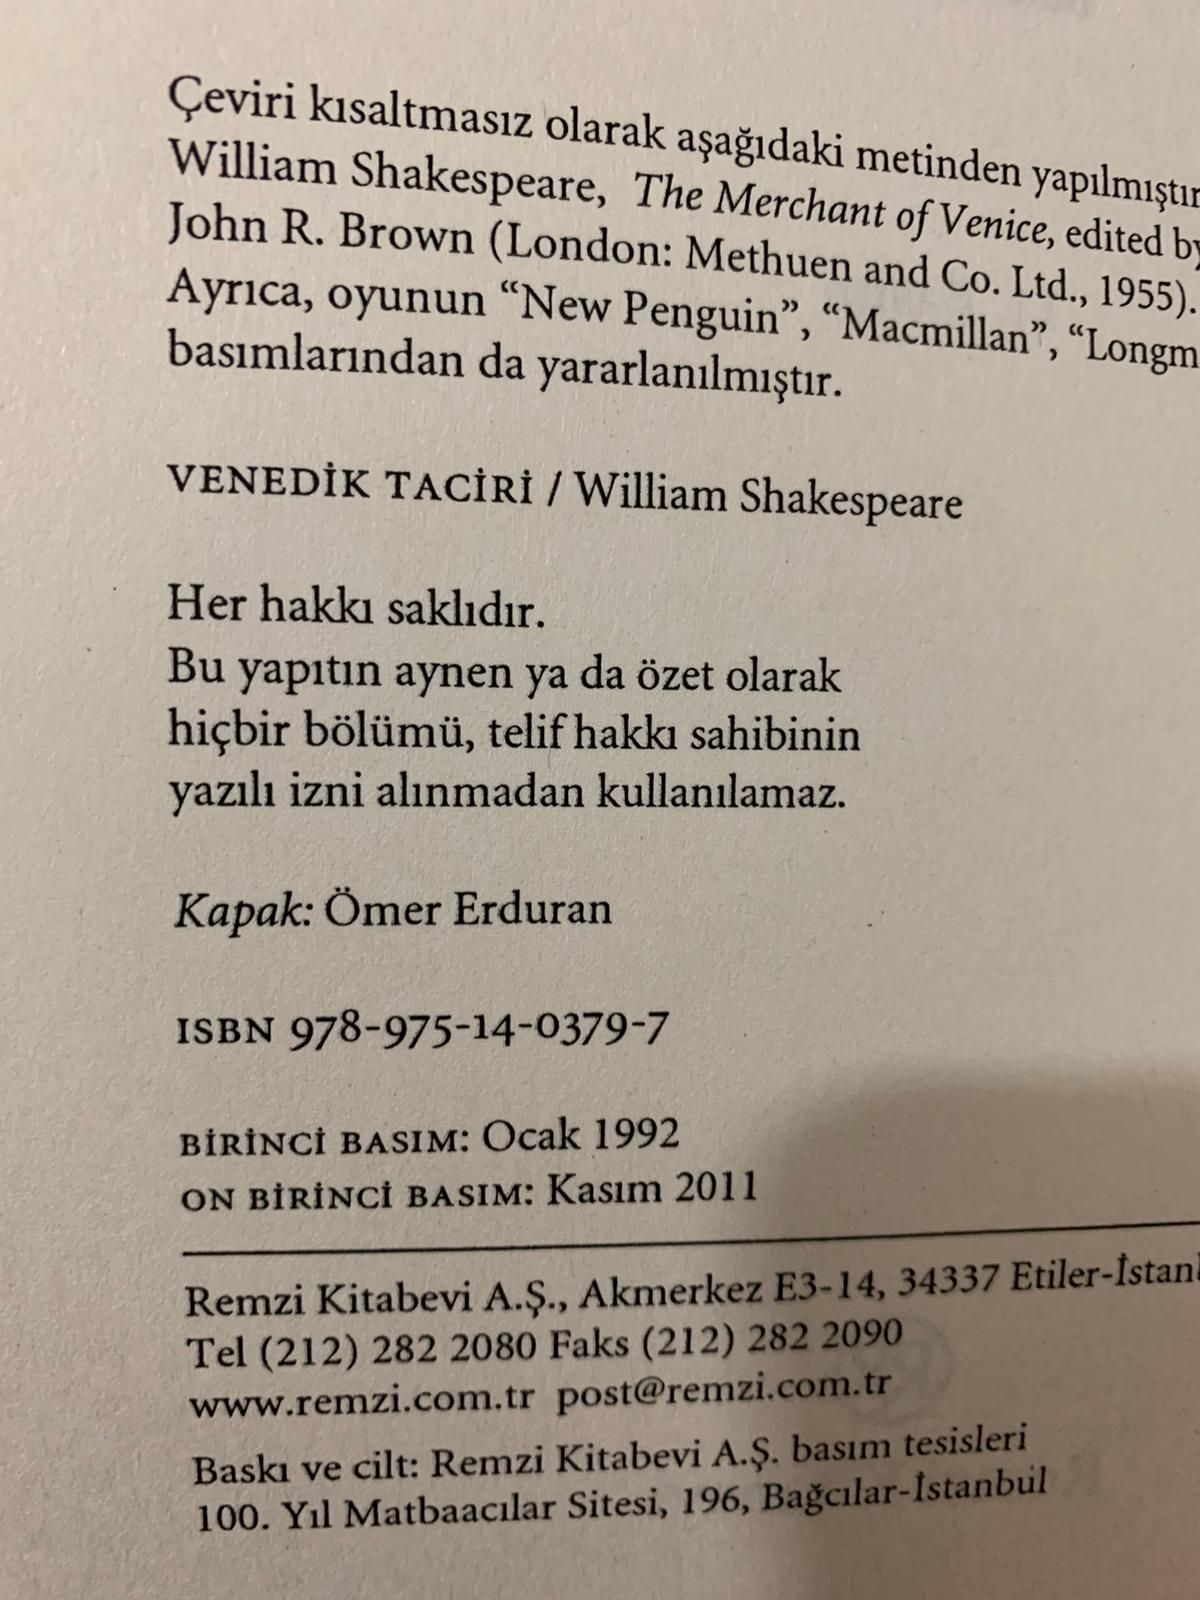 Çeviri kısaltmasız olarak aşağıdaki metinden yapılmıştır
William Shakespeare, The Merchant of Venice, edited by
John R. Brown (London: Methuen and Co. Ltd., 1955).
Ayrıca, oyunun “New Penguin”, “Macmillan”, “Longm
basımlarından da yararlanılmıştır.
VENEDİK TACİRİ / William Shakespeare
Her hakkı saklıdır.
Bu yapıtın aynen ya da özet olarak
hiçbir bölümü, telif hakkı sahibinin
yazılı izni alınmadan kullanılamaz.
Kapak: Ömer Erduran
ISBN 978-975-14-0379-7
BİRİNCİ BASIM: Ocak 1992
ON BİRİNCİ BASIM: Kasım 2011
Remzi Kitabevi A.Ş., Akmerkez E3-14, 34337 Etiler-İstan
Tel (212) 282 2080 Faks (212) 282 2090
www.remzi.com.tr post@remzi.com.tr
Baskı ve cilt: Remzi Kitabevi A.Ş. basım tesisleri
100. Yıl Matbaacılar Sitesi, 196, Bağcılar-İstanbul